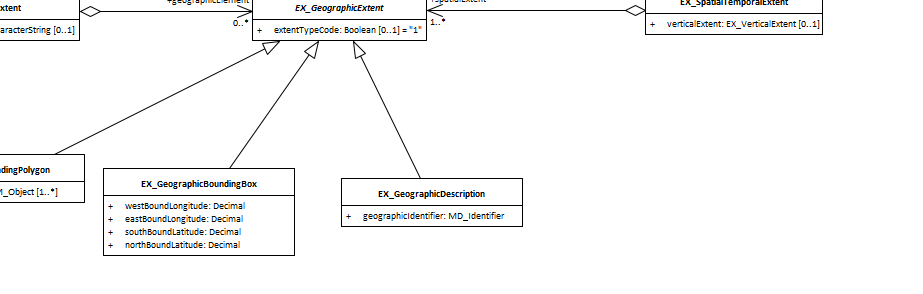 xtent
+geographicElement
EX_GeographicExtent
EX_SpatialTemporalExtent
aracterString [0..1]
0..*
+ extentTypeCode: Boolean [0..1] = "1"
1..*
+ verticalExtent: EX_VerticalExtent [0..1]
dingPolygon
_Object [1..*]
EX_GeographicBoundingBox
+ westBoundLongitude: Decimal
+ eastBoundLongitude: Decimal
+ southBoundLatitude: Decimal
+ northBoundLatitude: Decimal
EX_GeographicDescription
+ geographicIdentifier: MD_Identifier